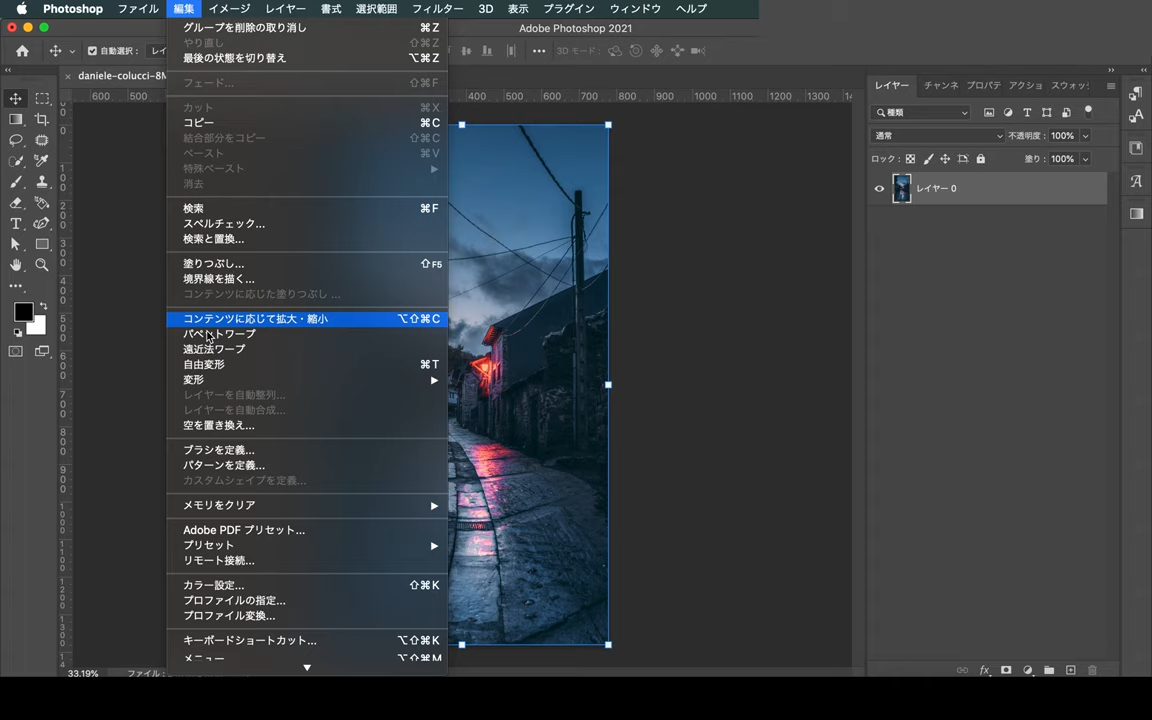 Photoshop ファイル 編集 イメージ レイヤー 書式 選択範囲 フィルター 3D 表示 プラグイン ウィンドウ ヘルプ
Adobe Photoshop 2021
自動選択： レイ
3D モード：
daniele-colucci-8M
グループを削除の取り消し ⌘Z
やり直し ⇧⌘Z
最後の状態を切り替え ⌥⌘Z
フェード... ⇧⌘F
カット ⌘X
コピー ⌘C
結合部分をコピー ⇧⌘C
ペースト ⌘V
特殊ペースト
消去
検索 ⌘F
スペルチェック...
検索と置換...
塗りつぶし... ⇧F5
境界線を描く...
コンテンツに応じた塗りつぶし ...
コンテンツに応じて拡大・縮小 ⌥⇧⌘C
パペットワープ
遠近法ワープ
自由変形 ⌘T
変形
レイヤーを自動整列...
レイヤーを自動合成...
空を置き換え...
ブラシを定義...
パターンを定義...
カスタムシェイプを定義...
メモリをクリア
Adobe PDF プリセット...
プリセット
リモート接続...
カラー設定... ⇧⌘K
プロファイルの指定...
プロファイル変換...
キーボードショートカット... ⌥⇧⌘K
メニュー... ⌥⇧⌘M
600 500 400 500 600 700 800 900 1000 1100 1200 1300
0
100
200
300
400
500
600
700
800
900
1000
1100
1200
1300
33.19% ファイル：
レイヤー チャンネ プロパテ アクショ スウォッ
種類
通常 不透明度： 100%
ロック： 塗り： 100%
レイヤー 0